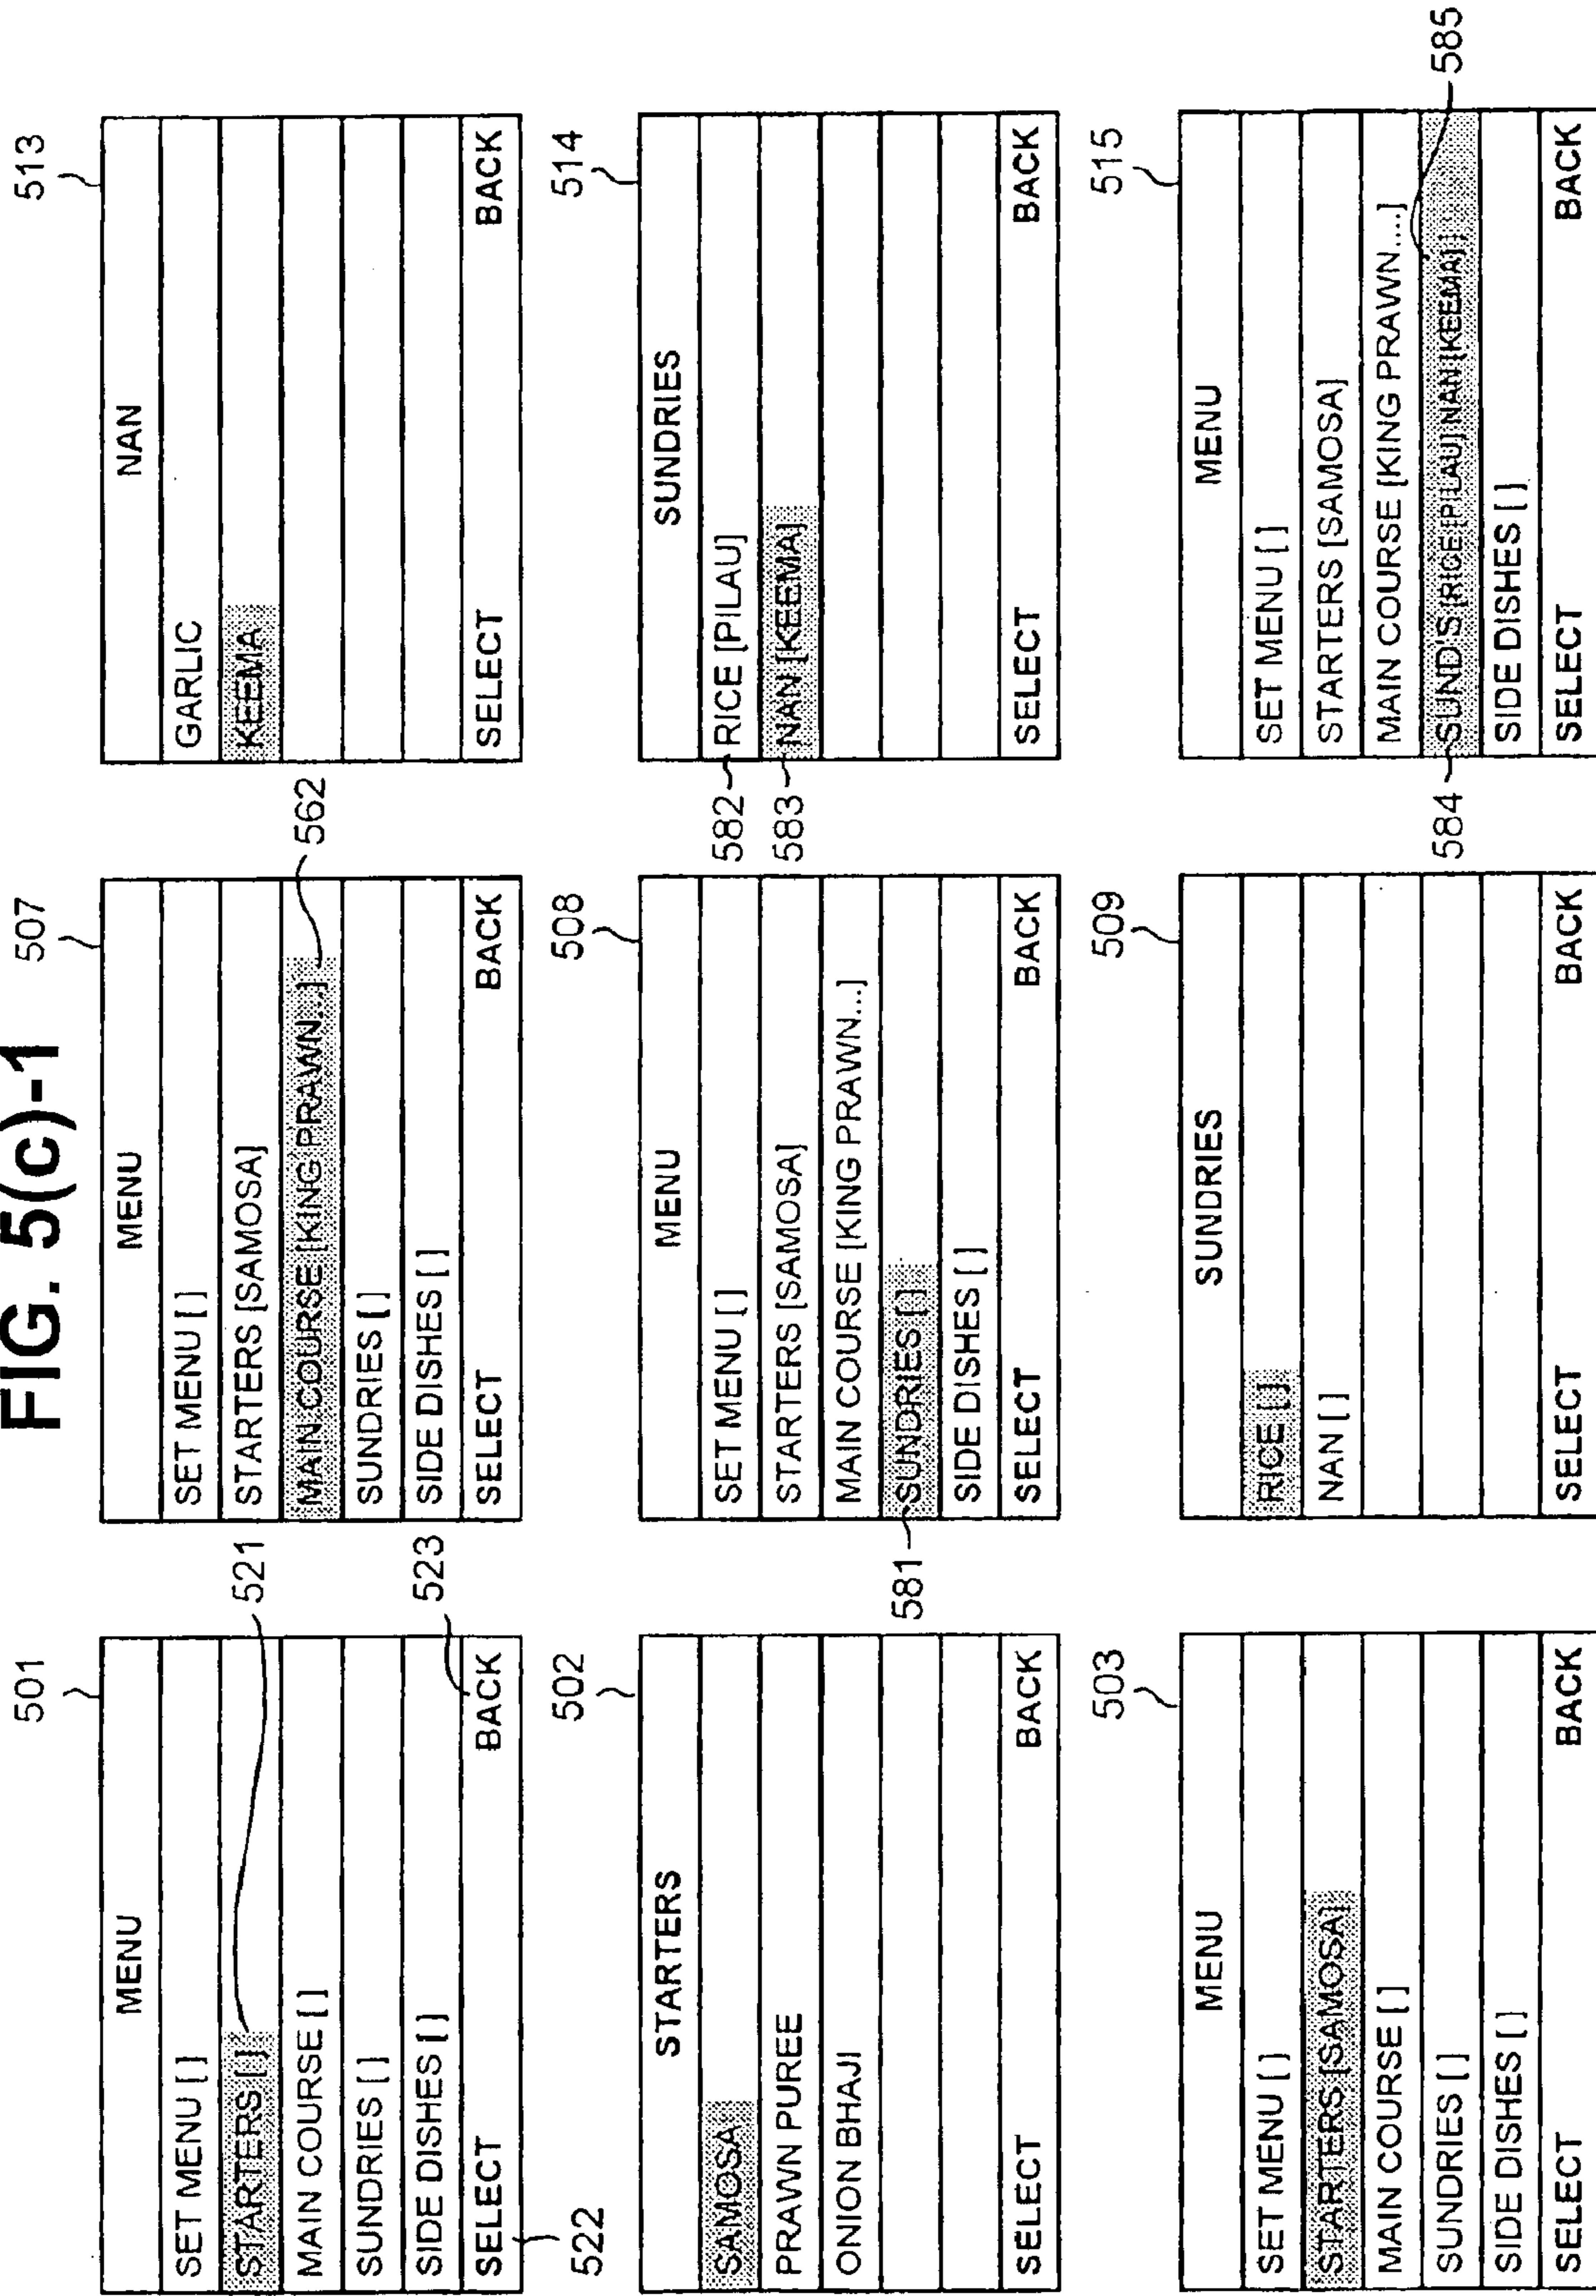 FIG. 5(c)-1
501
MENU
SET MENU [ ]
STARTERS [ ]
521
MAIN COURSE [ ]
SUNDRIES [ ]
SIDE DISHES [ ]
SELECT BACK
522
523
502
STARTERS
SAMOSA
PRAWN PUREE
ONION BHAJI
SELECT BACK
503
MENU
SET MENU [ ]
STARTERS [SAMOSA]
MAIN COURSE [ ]
SUNDRIES [ ]
SIDE DISHES [ ]
SELECT BACK
507
MENU
SET MENU [ ]
STARTERS [SAMOSA]
MAIN COURSE [KING PRAWN...]
562
SUNDRIES [ ]
SIDE DISHES [ ]
SELECT BACK
508
MENU
SET MENU [ ]
STARTERS [SAMOSA]
MAIN COURSE [KING PRAWN...]
581
SUNDRIES [ ]
SIDE DISHES [ ]
SELECT BACK
509
SUNDRIES
RICE [ ]
NAN [ ]
SELECT BACK
513
NAN
GARLIC
KEEMA
SELECT BACK
514
SUNDRIES
582
RICE [PILAU]
583
NAN [KEEMA]
SELECT BACK
515
MENU
SET MENU [ ]
STARTERS [SAMOSA]
MAIN COURSE [KING PRAWN....]
584
SUND'S [RICE [PILAU] NAN [KEEMA]]
585
SIDE DISHES [ ]
SELECT BACK